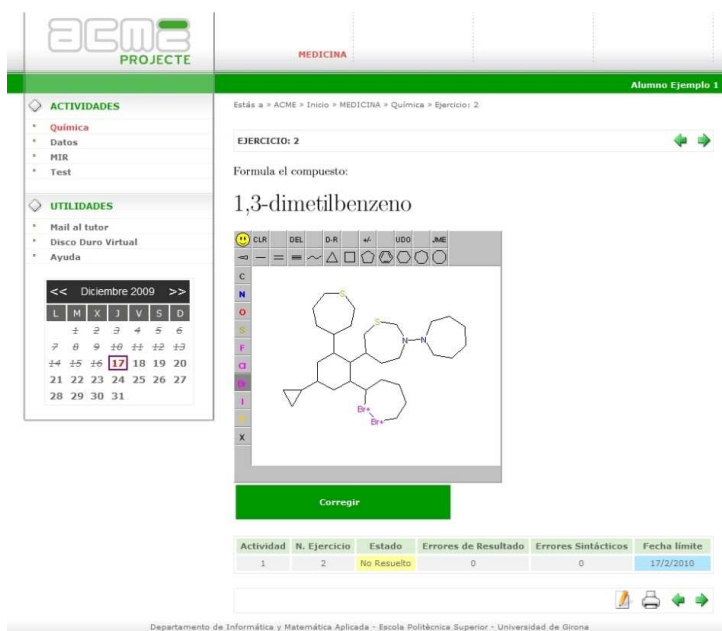 acme
PROJECTE
MEDICINA
Alumno Ejemplo 1
ACTIVIDADES
Química
Datos
MIR
Test
UTILIDADES
Mail al tutor
Disco Duro Virtual
Ayuda
<< Diciembre 2009 >>
L M X J V S D
1 2 3 4 5 6
7 8 9 10 11 12 13
14 15 16 17 18 19 20
21 22 23 24 25 26 27
28 29 30 31
Estás a » ACME » Inicio » MEDICINA » Química » Ejercicio: 2
EJERCICIO: 2
Formula el compuesto:
1,3-dimetilbenzeno
CLR DEL D-R +/- UDO JME
C
N
O
S
F
Cl
Br
I
P
X
S
S
N N
Br+
Br+
Corregir
Actividad N. Ejercicio Estado Errores de Resultado Errores Sintácticos Fecha límite
1 2 No Resuelto 0 0 17/2/2010
Departamento de Informática y Matemática Aplicada - Escola Politècnica Superior - Universidad de Girona